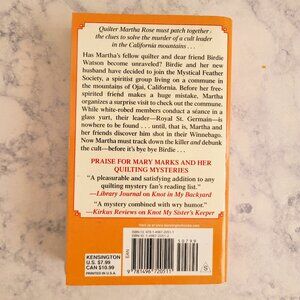 Quilter Martha Rose must patch together
the clues to solve the murder of a cult leader
in the California mountains . . .
Has Martha's fellow quilter and dear friend Birdie
Watson become unraveled? Birdie and her new
husband have decided to join the Mystical Feather
Society, a spiritist group living on a commune in
the mountains of Ojai, California. Before her free-
spirited friend makes a huge mistake, Martha
organizes a surprise visit to check out the commune.
While white-robed members conduct a séance in a
glass yurt, their leader—Royal St. Germain—is
nowhere to be found . . . until, that is, Martha and
her friends discover him shot in their Winnebago.
Now Martha must track down the killer and debunk
the cult—before it's bye bye Birdie . . .
PRAISE FOR MARY MARKS AND HER
QUILTING MYSTERIES
"A pleasurable and satisfying addition to any
quilting mystery fan's reading list."
—Library Journal on Knot in My Backyard
"A mystery combined with wry humor."
—Kirkus Reviews on Knot My Sister's Keeper
KENSINGTON
U.S. $7.99
CAN $10.99
PRINTED IN U.S.A.
EAN
50799
9781496720511
S